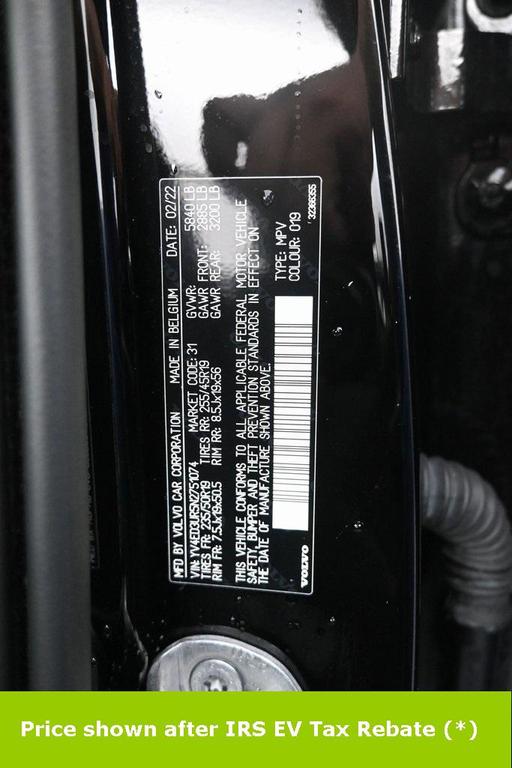 MFD BY VOLVO CAR CORPORATION MADE IN BELGIUM DATE: 02/22
VIN: YV4ED3UR5N2751074 MARKET CODE: 31 GVWR: 5840 LB
TIRES FR: 235/50R19 TIRES RR: 255/45R19 GAWR FRONT: 2885 LB
RIM FR: 7.5Jx19x50.5 RIM RR: 8.5Jx19x56 GAWR REAR: 3200 LB
THIS VEHICLE CONFORMS TO ALL APPLICABLE FEDERAL MOTOR VEHICLE
SAFETY, BUMPER AND THEFT PREVENTION STANDARDS IN EFFECT ON
THE DATE OF MANUFACTURE SHOWN ABOVE.
TYPE: MPV
COLOUR: 019
VOLVO 32386355
Price shown after IRS EV Tax Rebate (*)